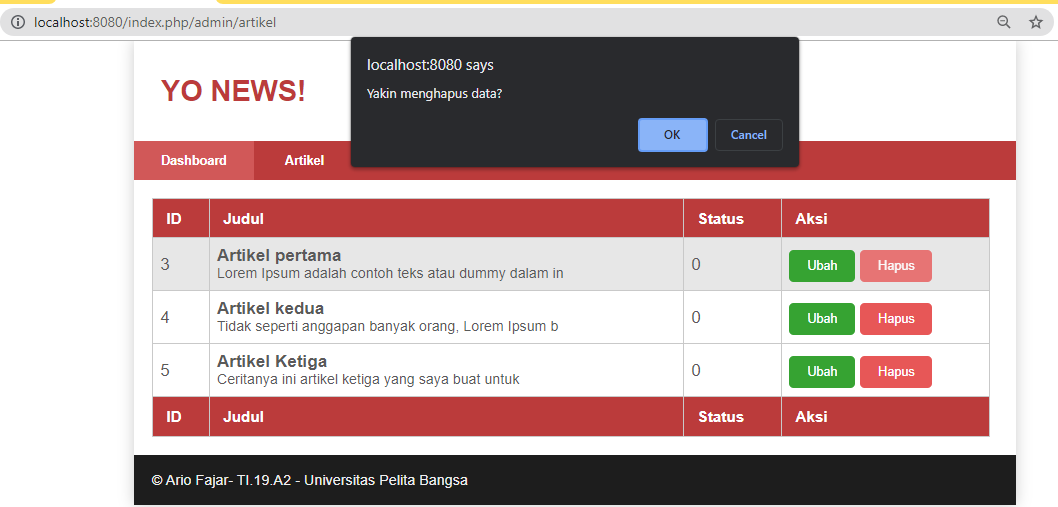 localhost:8080/index.php/admin/artikel
localhost:8080 says
Yakin menghapus data?
OK Cancel
YO NEWS!
Dashboard Artikel
ID Judul Status Aksi
3 Artikel pertama 0 Ubah Hapus
Lorem Ipsum adalah contoh teks atau dummy dalam in
4 Artikel kedua 0 Ubah Hapus
Tidak seperti anggapan banyak orang, Lorem Ipsum b
5 Artikel Ketiga 0 Ubah Hapus
Ceritanya ini artikel ketiga yang saya buat untuk
ID Judul Status Aksi
© Ario Fajar- TI.19.A2 - Universitas Pelita Bangsa